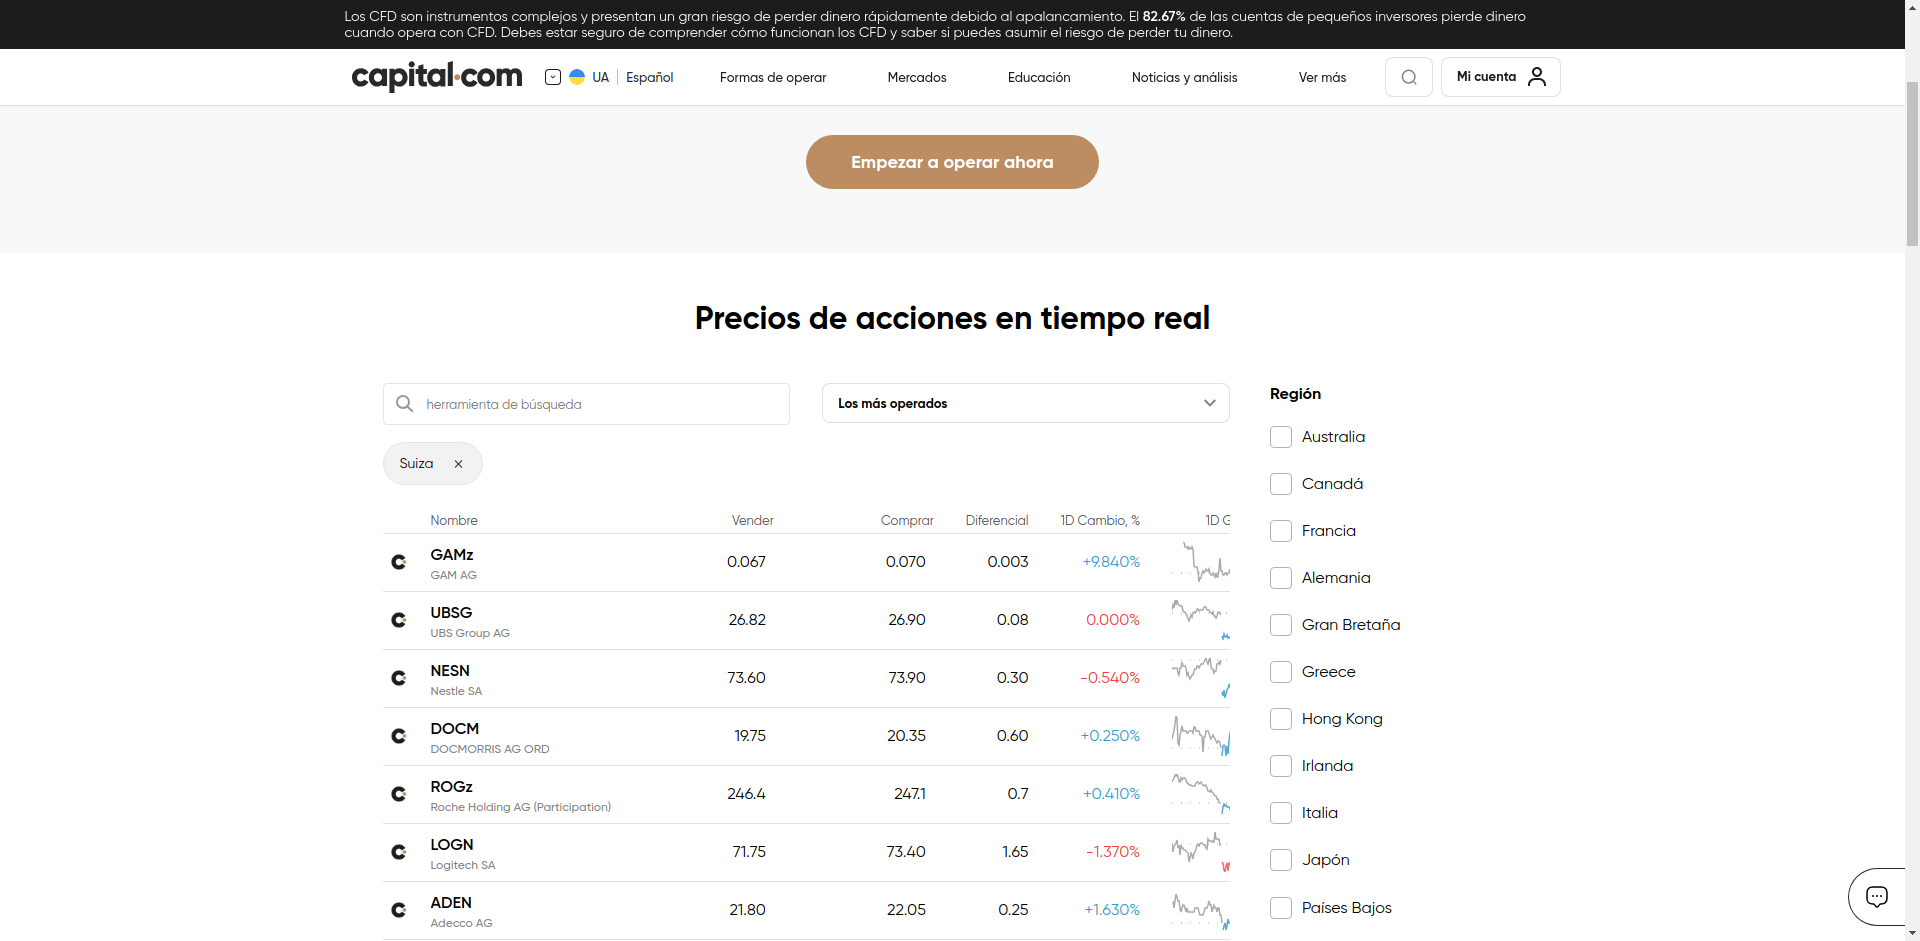 Los CFD son instrumentos complejos y presentan un gran riesgo de perder dinero rápidamente debido al apalancamiento. El 82.67% de las cuentas de pequeños inversores pierde dinero
cuando opera con CFD. Debes estar seguro de comprender cómo funcionan los CFD y saber si puedes asumir el riesgo de perder tu dinero.
capital.com UA Español Formas de operar Mercados Educación Noticias y análisis Ver más Mi cuenta
Empezar a operar ahora
Precios de acciones en tiempo real
herramienta de búsqueda
Los más operados
Suiza ×
Nombre Vender Comprar Diferencial 1D Cambio, % 1D G
GAMz 0.067 0.070 0.003 +9.840%
GAM AG
UBSG 26.82 26.90 0.08 0.000%
UBS Group AG
NESN 73.60 73.90 0.30 -0.540%
Nestle SA
DOCM 19.75 20.35 0.60 +0.250%
DOCMORRIS AG ORD
ROGz 246.4 247.1 0.7 +0.410%
Roche Holding AG (Participation)
LOGN 71.75 73.40 1.65 -1.370%
Logitech SA
ADEN 21.80 22.05 0.25 +1.630%
Adecco AG
Región
Australia
Canadá
Francia
Alemania
Gran Bretaña
Greece
Hong Kong
Irlanda
Italia
Japón
Países Bajos